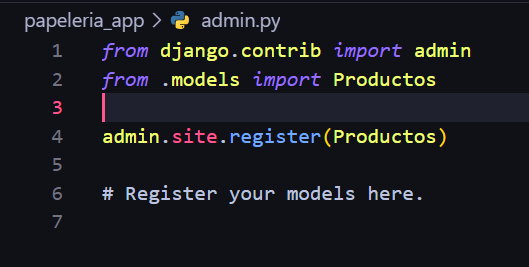 papeleria_app > admin.py
1 from django.contrib import admin
2 from .models import Productos
3
4 admin.site.register(Productos)
5
6 # Register your models here.
7